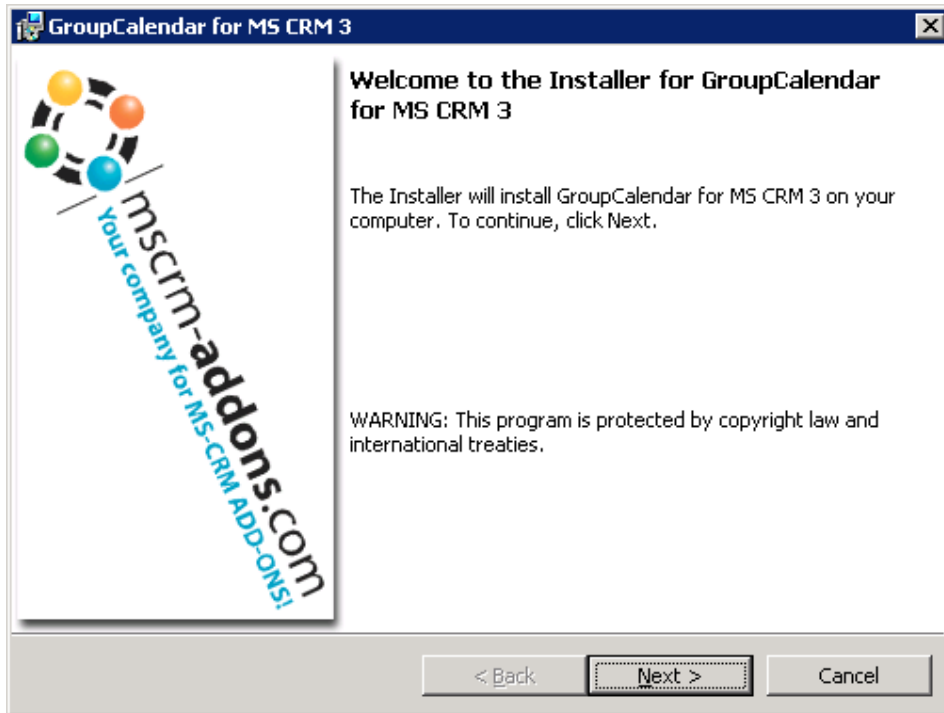 GroupCalendar for MS CRM 3
Welcome to the Installer for GroupCalendar
for MS CRM 3
The Installer will install GroupCalendar for MS CRM 3 on your
computer. To continue, click Next.
mscrm-addons.com
Your company for MS-CRM ADD-ONS!
WARNING: This program is protected by copyright law and
international treaties.
< Back
Next >
Cancel